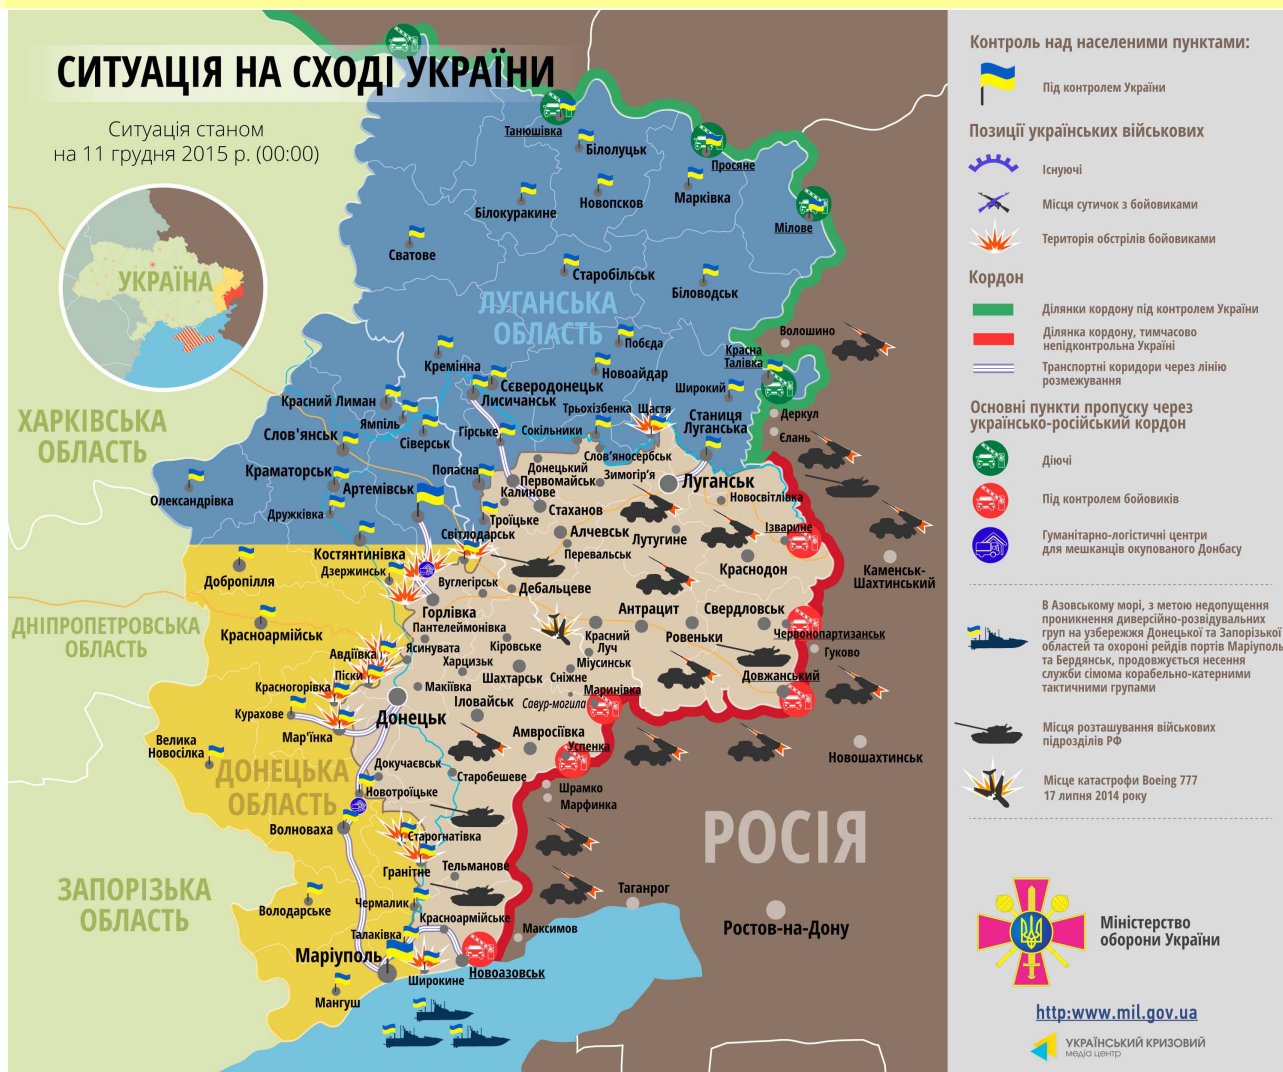 СИТУАЦІЯ НА СХОДІ УКРАЇНИ
Ситуація станом
на 11 грудня 2015 р. (00:00)
УКРАЇНА
ХАРКІВСЬКА
ОБЛАСТЬ
ДНІПРОПЕТРОВСЬКА
ОБЛАСТЬ
ЗАПОРІЗЬКА
ОБЛАСТЬ
ЛУГАНСЬКА
ОБЛАСТЬ
ДОНЕЦЬКА
ОБЛАСТЬ
РОСІЯ
Танюшівка
Білолуцьк
Просяне
Білокуракине
Новопсков
Марківка
Мілове
Сватове
Старобільськ
Біловодськ
Волошино
Побєда
Красна
Талівка
Кремінна
Сєверодонецьк
Новоайдар
Широкий
Лисичанськ
Красний Лиман
Ямпіль
Трьохізбенка
Щастя
Станиця
Луганська
Деркул
Єлань
Слов'янськ
Сіверськ
Гірське
Сокільники
Слов'яносербськ
Краматорськ
Попасна
Донецький
Зимогір'я
Первомайськ
Луганськ
Олександрівка
Артемівськ
Калинове
Новосвітлівка
Дружківка
Троїцьке
Стаханов
Світлодарськ
Алчевськ
Лутугине
Ізварине
Костянтинівка
Перевальськ
Краснодон
Каменськ-
Шахтинський
Добропілля
Дзержинськ
Вуглегірськ
Дебальцеве
Горлівка
Антрацит
Свердловськ
Красноармійськ
Пантелеймонівка
Красний
Луч
Ровеньки
Червонопартизанськ
Гуково
Авдіївка
Ясинувата
Кіровське
Харцизьк
Міусинськ
Піски
Шахтарськ
Сніжне
Довжанський
Красногорівка
Макіївка
Маринівка
Курахове
Іловайськ
Савур-могила
Донецьк
Мар'їнка
Амвросіївка
Успенка
Велика
Новосілка
Новошахтинськ
Докучаєвськ
Старобешеве
Новотроїцьке
Шрамко
Марфинка
Волноваха
Старогнатівка
Гранітне
Тельманове
Таганрог
Володарське
Чермалик
Красноармійське
Талаківка
Максимов
Ростов-на-Дону
Маріуполь
Широкине
Новоазовськ
Мангуш
Контроль над населеними пунктами:
Під контролем України
Позиції українських військових
Існуючі
Місця сутичок з бойовиками
Територія обстрілів бойовиками
Кордон
Ділянки кордону під контролем України
Ділянка кордону, тимчасово
непідконтрольна Україні
Транспортні коридори через лінію
розмежування
Основні пункти пропуску через
українсько-російський кордон
Діючі
Під контролем бойовиків
Гуманітарно-логістичні центри
для мешканців окупованого Донбасу
В Азовському морі, з метою недопущення
проникнення диверсійно-розвідувальних
груп на узбережжя Донецької та Запорізької
областей та охороні рейдів портів Маріуполь
та Бердянськ, продовжується несення
служби сімома корабельно-катерними
тактичними групами
Місця розташування військових
підрозділів РФ
Місце катастрофи Boeing 777
17 липня 2014 року
Міністерство
оборони України
http:www.mil.gov.ua
УКРАЇНСЬКИЙ КРИЗОВИЙ
медіа центр